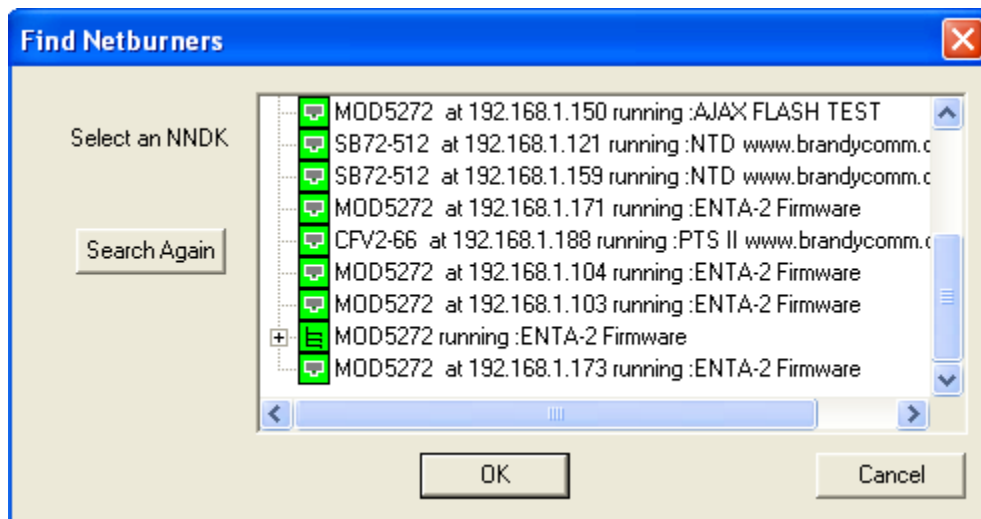 Find Netburners
Select an NNDK
Search Again
MOD5272 at 192.168.1.150 running :AJAX FLASH TEST
SB72-512 at 192.168.1.121 running :NTD www.brandycomm.c
SB72-512 at 192.168.1.159 running :NTD www.brandycomm.c
MOD5272 at 192.168.1.171 running :ENTA-2 Firmware
CFV2-66 at 192.168.1.188 running :PTS II www.brandycomm.c
MOD5272 at 192.168.1.104 running :ENTA-2 Firmware
MOD5272 at 192.168.1.103 running :ENTA-2 Firmware
MOD5272 running :ENTA-2 Firmware
MOD5272 at 192.168.1.173 running :ENTA-2 Firmware
OK
Cancel